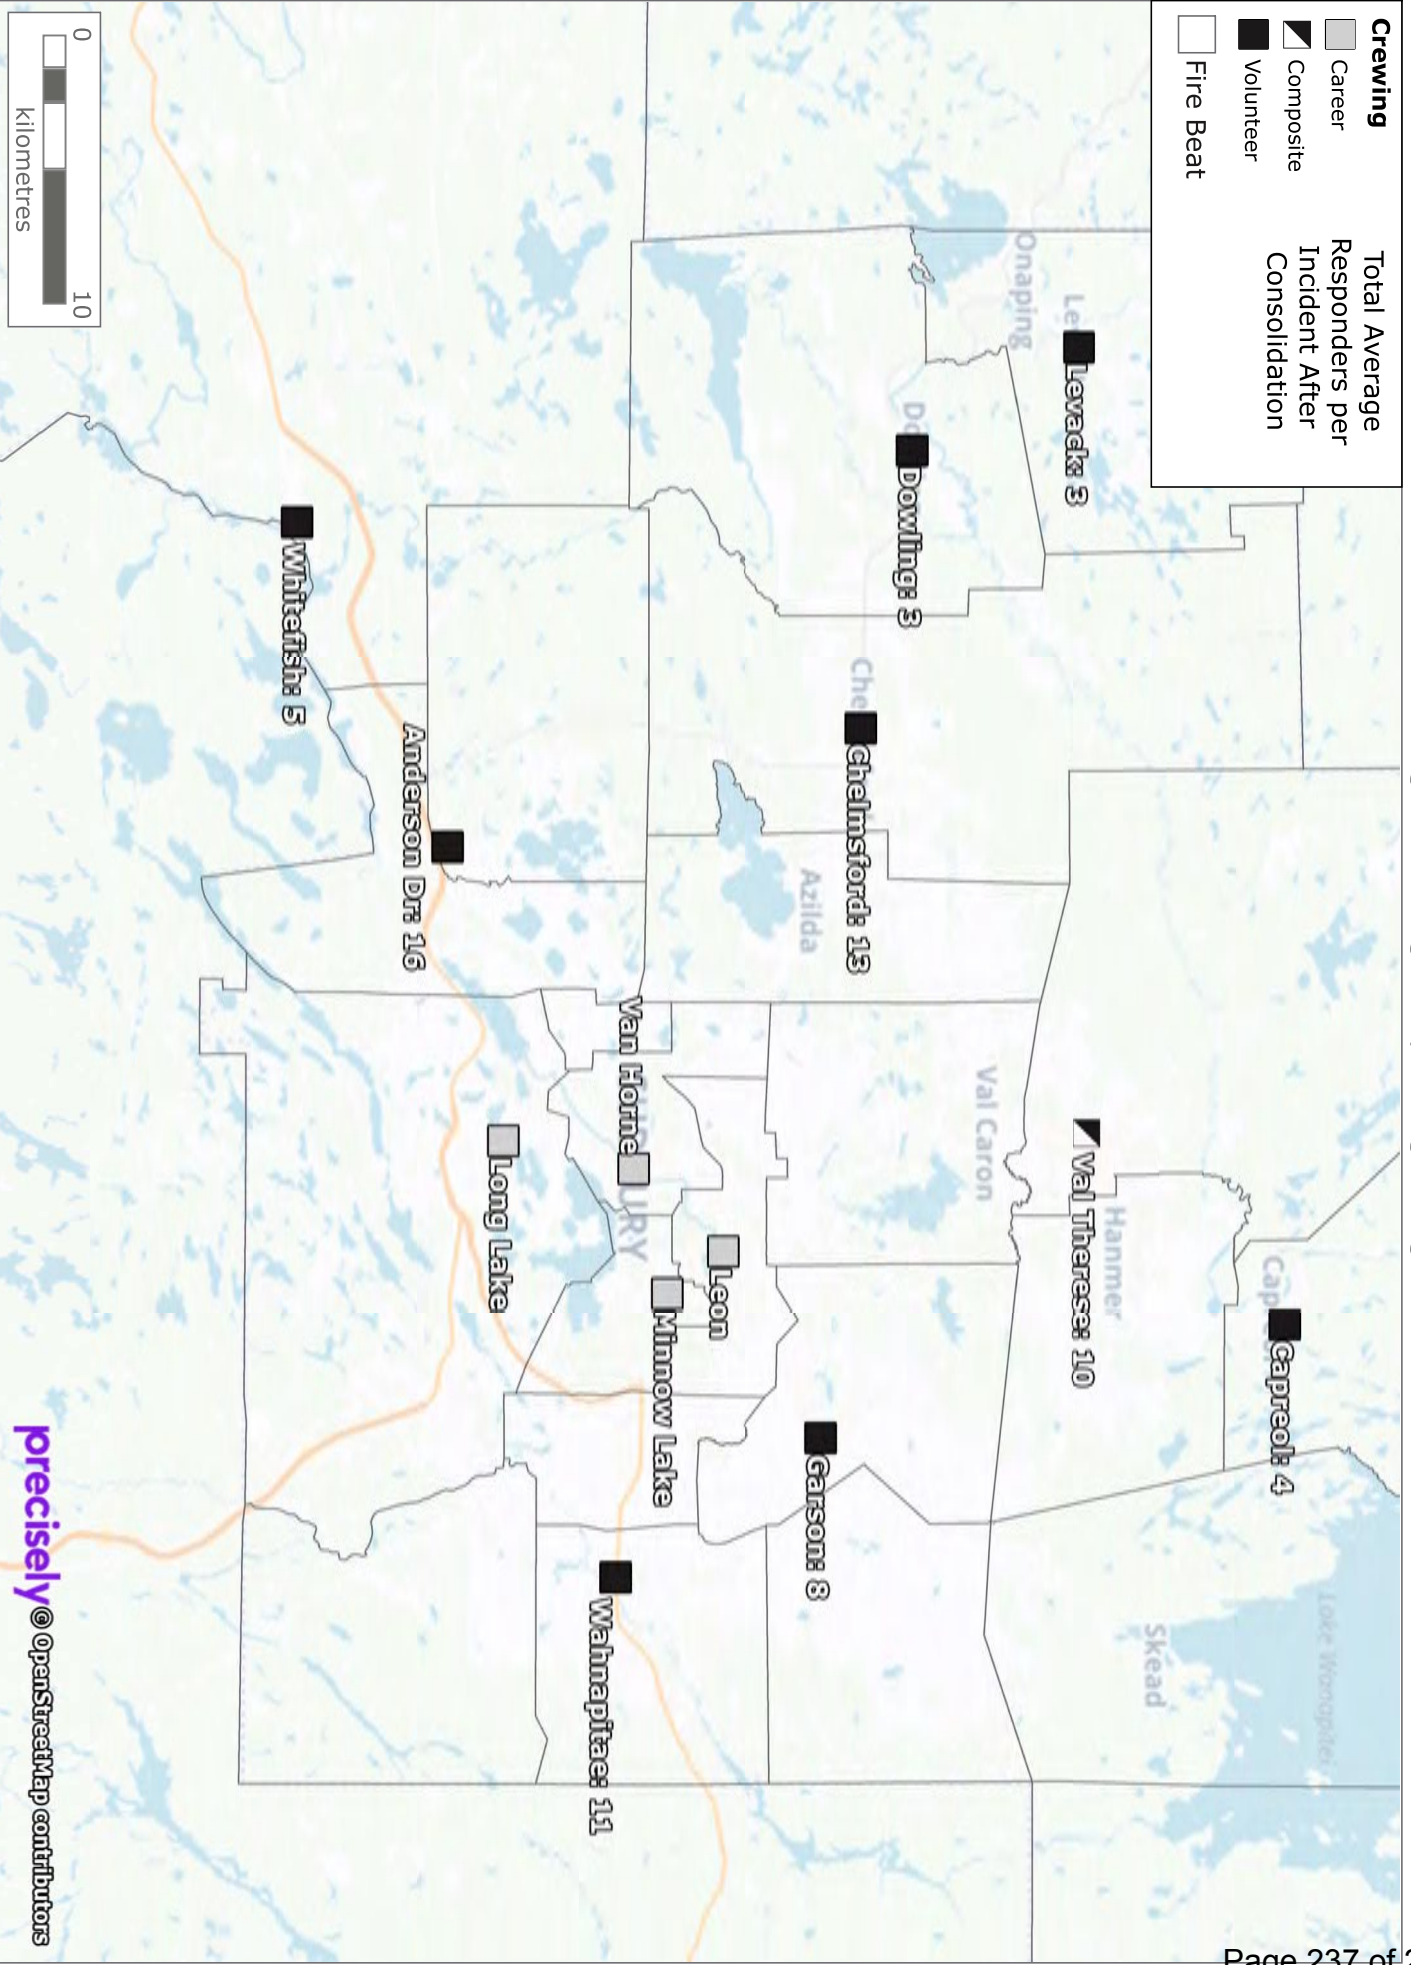 Crewing
Career
Composite
Volunteer
Fire Beat
Total Average
Responders per
Incident After
Consolidation
Levack: 3
Onaping
Dowling: 3
Capreol: 4
Hanmer
Val Therese: 10
Val Caron
Chelmsford: 13
Azilda
Skead
Garson: 8
Leon
Minnow Lake
Van Horne
Wahnapitae: 11
Long Lake
Anderson Dr: 16
Whitefish: 5
0 10
kilometres
precisely © OpenStreetMap contributors
Page 237 of